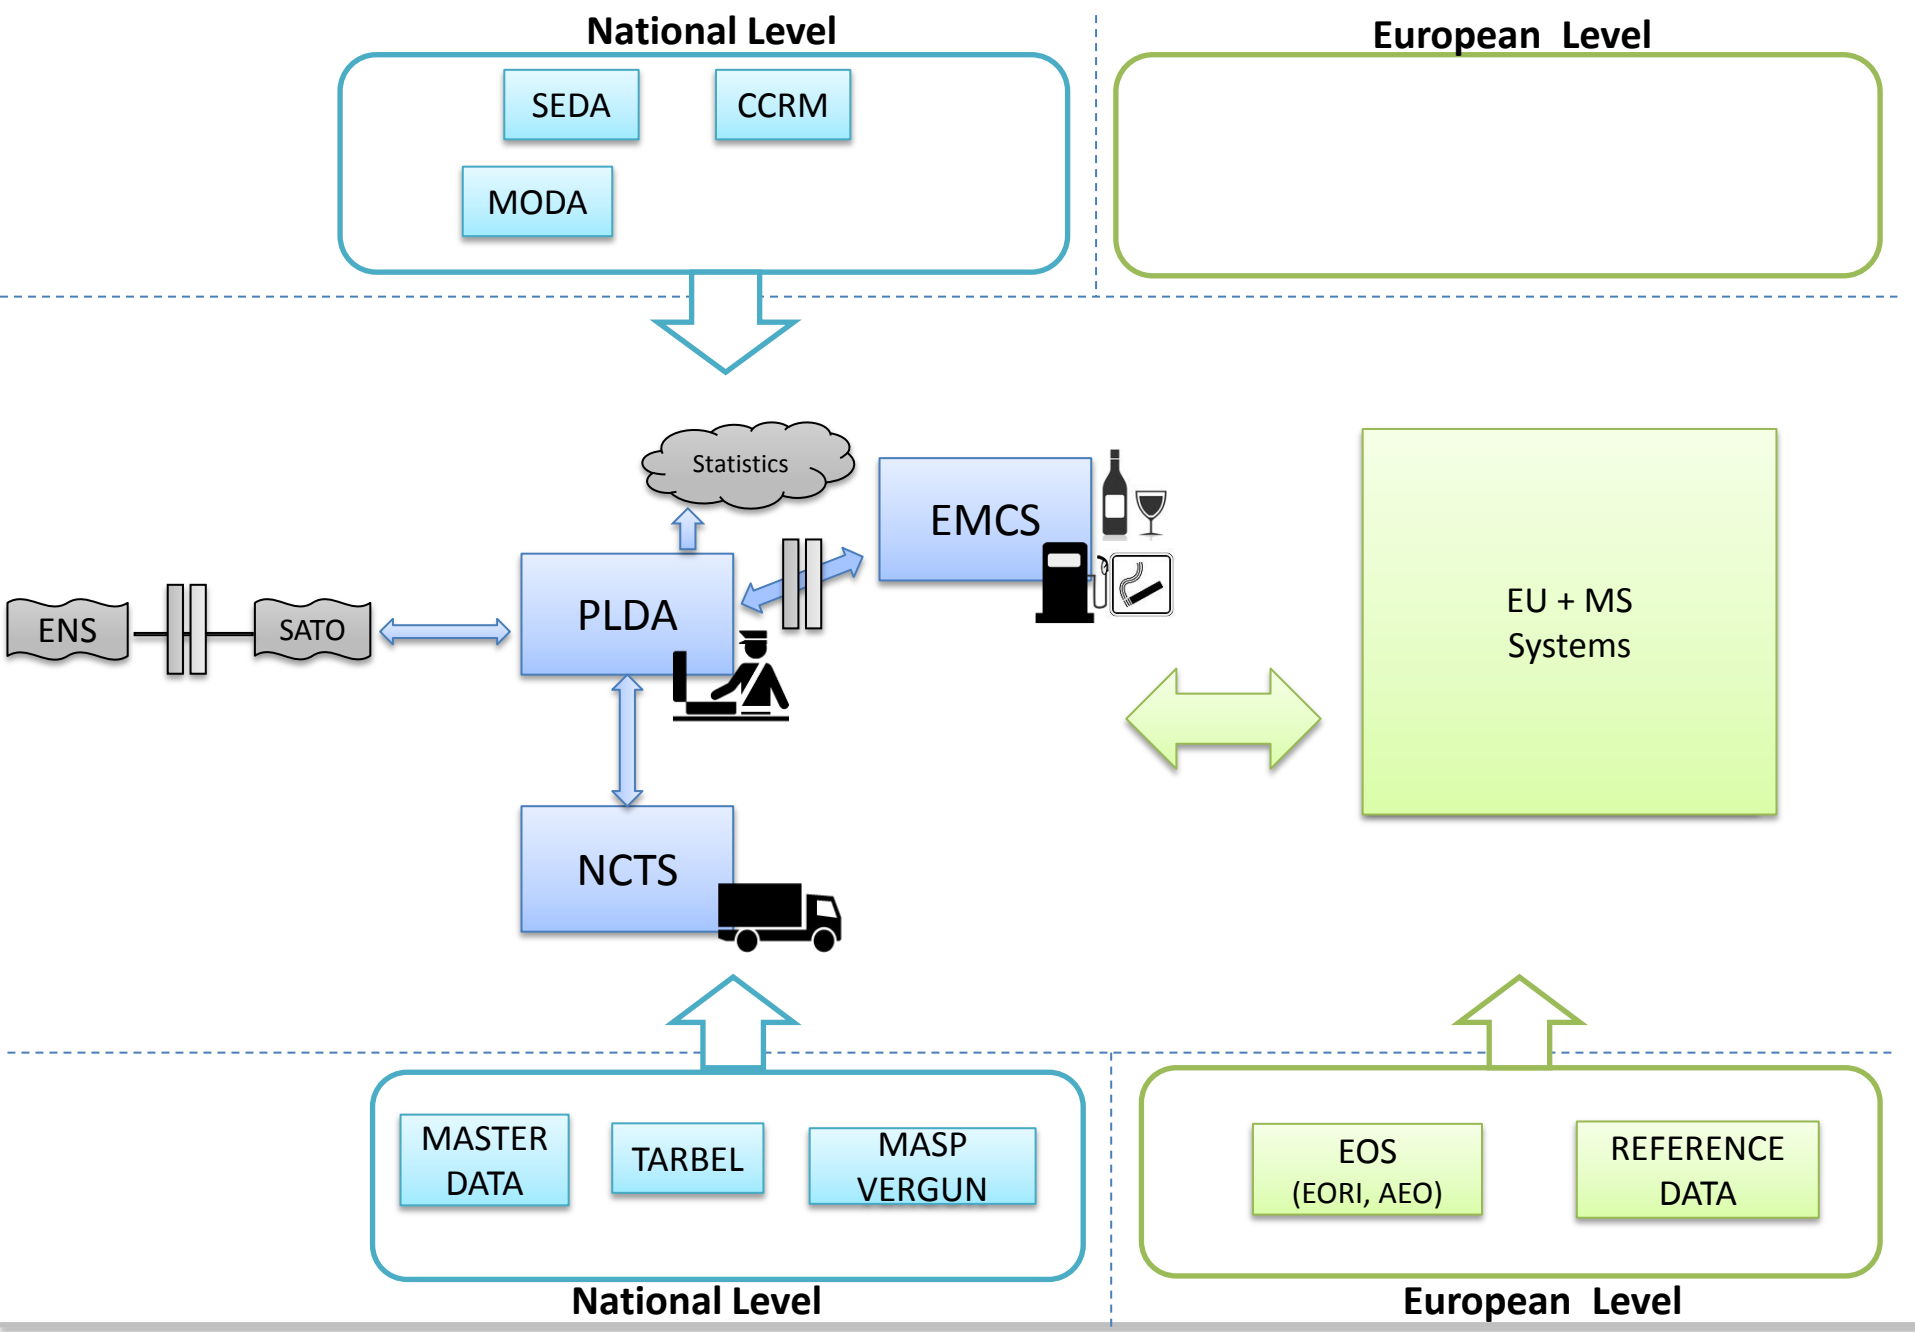 National Level
European Level
SEDA
CCRM
MODA
Statistics
EMCS
PLDA
ENS
SATO
EU + MS
Systems
NCTS
MASTER
DATA
TARBEL
MASP
VERGUN
EOS
(EORI, AEO)
REFERENCE
DATA
National Level
European Level